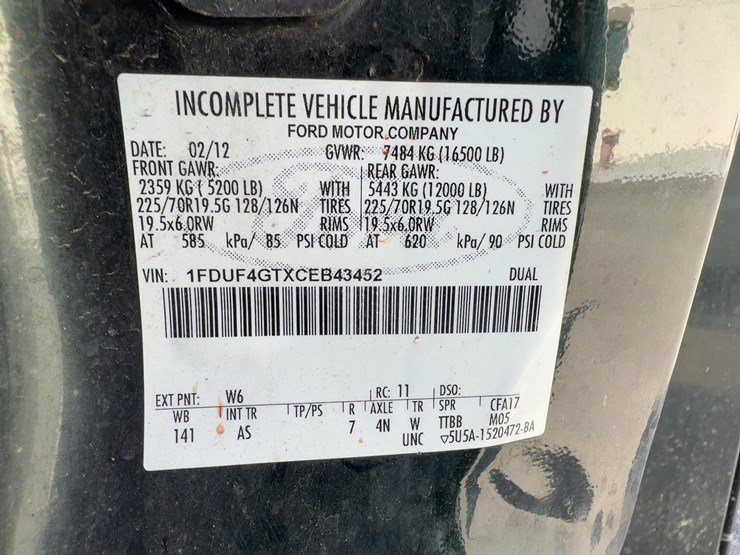 INCOMPLETE VEHICLE MANUFACTURED BY
FORD MOTOR COMPANY
DATE: 02/12 GVWR: 7484 KG (16500 LB)
FRONT GAWR: REAR GAWR:
2359 KG ( 5200 LB) WITH 5443 KG (12000 LB) WITH
225/70R19.5G 128/126N TIRES 225/70R19.5G 128/126N TIRES
19.5x6.0RW RIMS 19.5x6.0RW RIMS
AT 585 kPa/ 85 PSI COLD AT 620 kPa/ 90 PSI COLD
VIN: 1FDUF4GTXCEB43452 DUAL
EXT PNT: W6 RC: 11 DSO:
WB INT TR TP/PS R AXLE TR SPR CFA17
141 AS 7 4N W TTBB M05
UNC ▽5U5A-1520472-BA